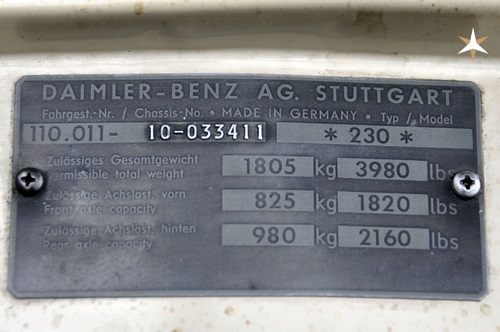 DAIMLER-BENZ AG. STUTTGART
Fahrgest.-Nr. / Chassis-No. • MADE IN GERMANY • Typ / Model
110.011- 10-033411 * 230 *
Zulässiges Gesamtgewicht
Permissible total weight 1805 kg 3980 lbs
Zulässige Achslast, vorn
Front axle capacity 825 kg 1820 lbs
Zulässige Achslast, hinten
Rear axle capacity 980 kg 2160 lbs